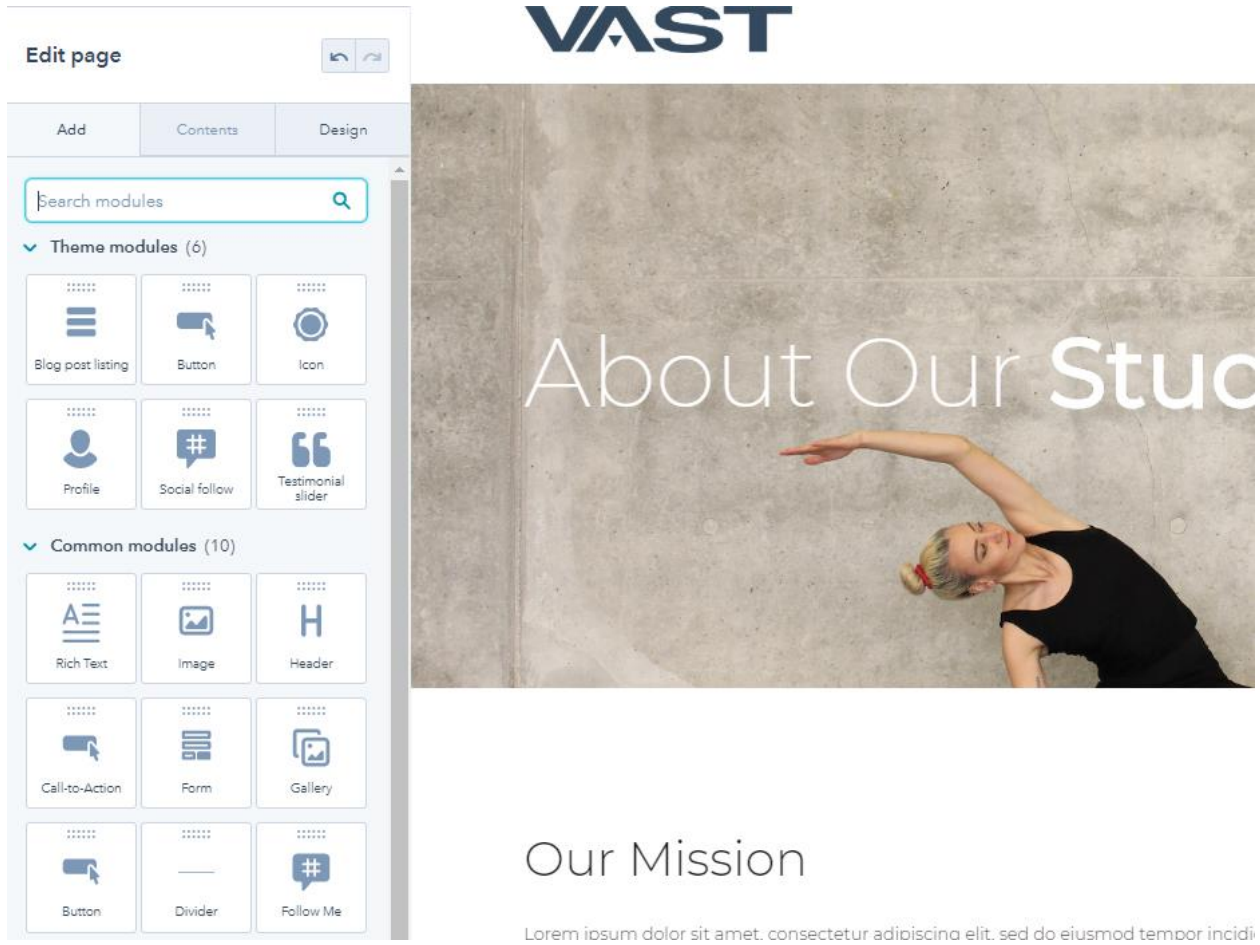 Edit page
Add
Contents
Design
Search modules
Theme modules (6)
Blog post listing
Button
Icon
Profile
Social follow
Testimonial
slider
Common modules (10)
Rich Text
Image
Header
Call-to-Action
Form
Gallery
Button
Divider
Follow Me
VAST
About Our Stud
Our Mission
Lorem ipsum dolor sit amet, consectetur adipiscing elit, sed do eiusmod tempor incidi